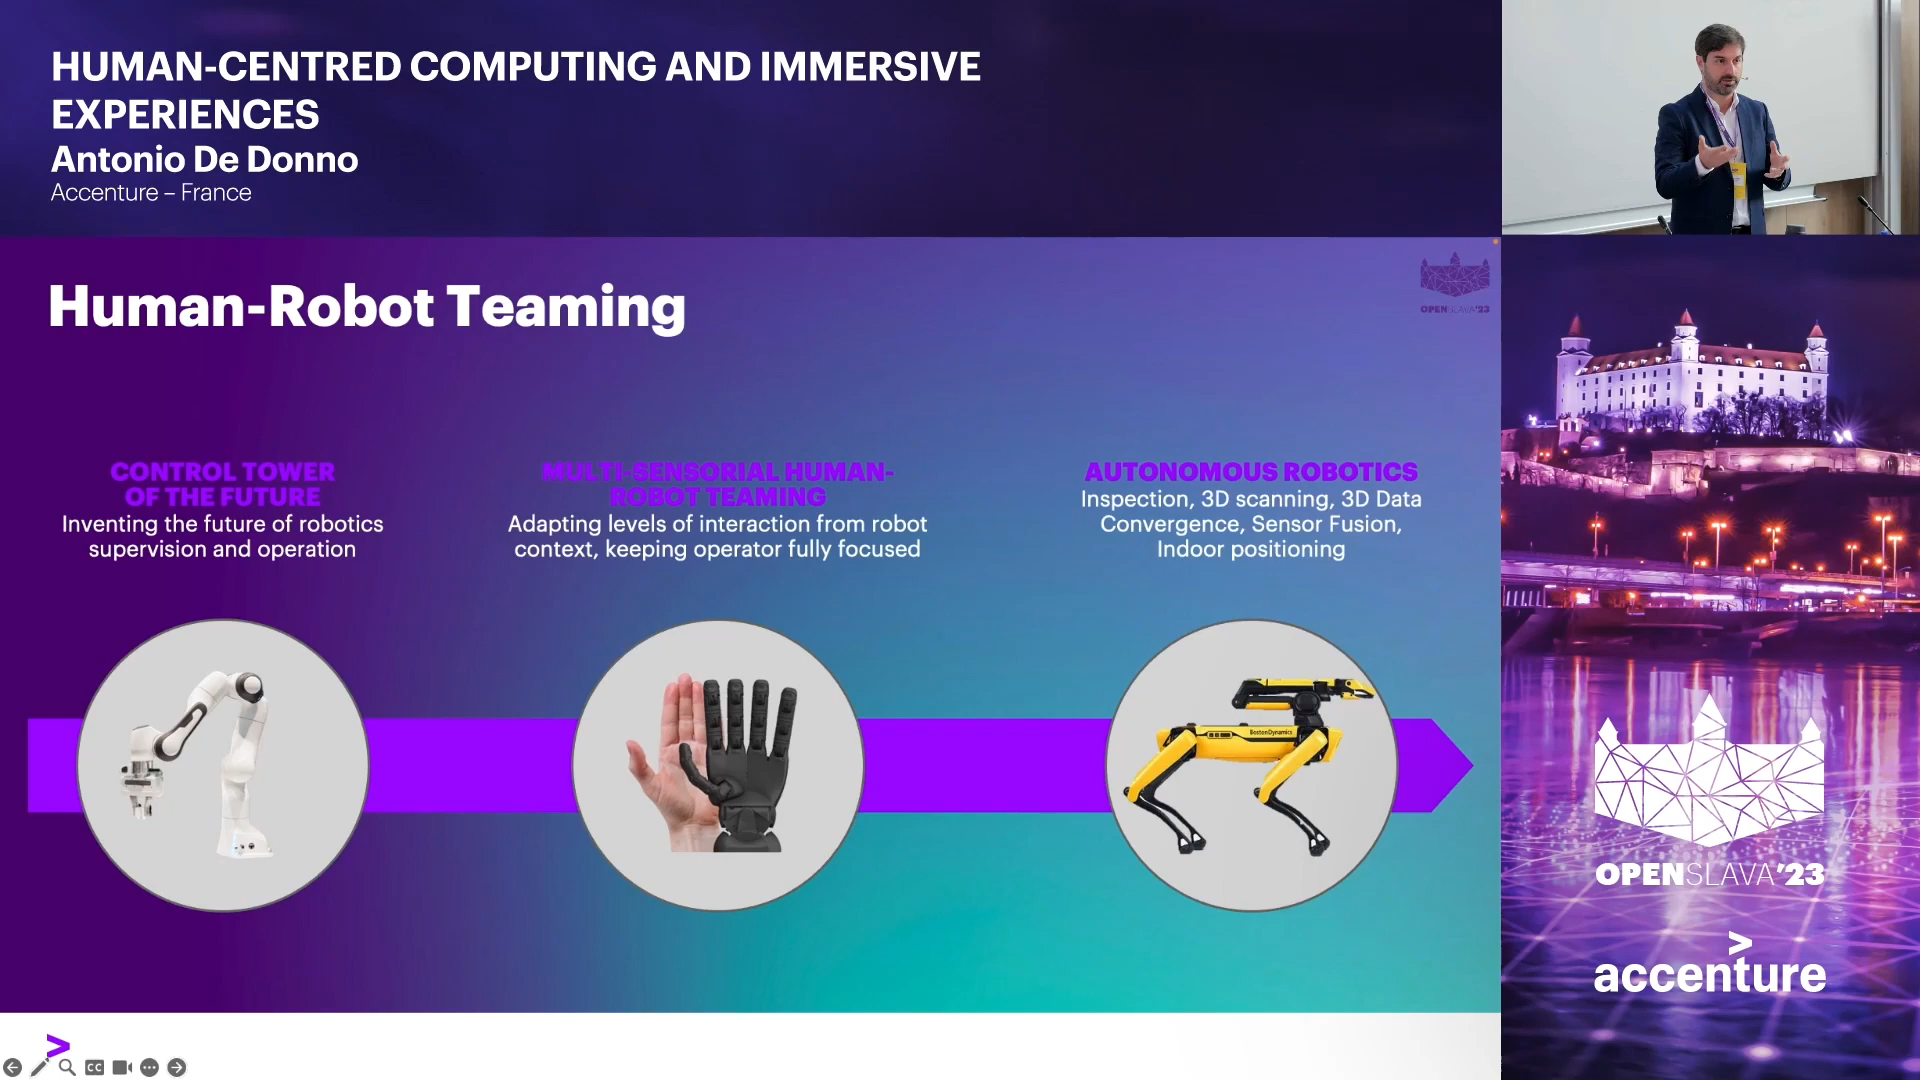 HUMAN-CENTRED COMPUTING AND IMMERSIVE
EXPERIENCES
Antonio De Donno
Accenture – France
Human-Robot Teaming
OPENSLAVA'23
CONTROL TOWER
OF THE FUTURE
Inventing the future of robotics
supervision and operation
MULTI-SENSORIAL HUMAN-
ROBOT TEAMING
Adapting levels of interaction from robot
context, keeping operator fully focused
AUTONOMOUS ROBOTICS
Inspection, 3D scanning, 3D Data
Convergence, Sensor Fusion,
Indoor positioning
BostonDynamics
OPENSLAVA'23
accenture
CC